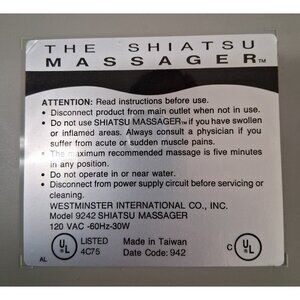 THE SHIATSU
MASSAGER™
ATTENTION: Read instructions before use.
• Disconnect product from main outlet when not in use.
• Do not use SHIATSU MASSAGER™ if you have swollen
or inflamed areas. Always consult a physician if you
suffer from acute or sudden muscle pains.
• The maximum recommended massage is five minutes
in any position.
• Do not operate in or near water.
• Disconnect from power supply circuit before servicing or
cleaning.
WESTMINSTER INTERNATIONAL CO., INC.
Model 9242 SHIATSU MASSAGER
120 VAC -60Hz-30W
UL LISTED Made in Taiwan C UL
4C75 Date Code: 942
AL